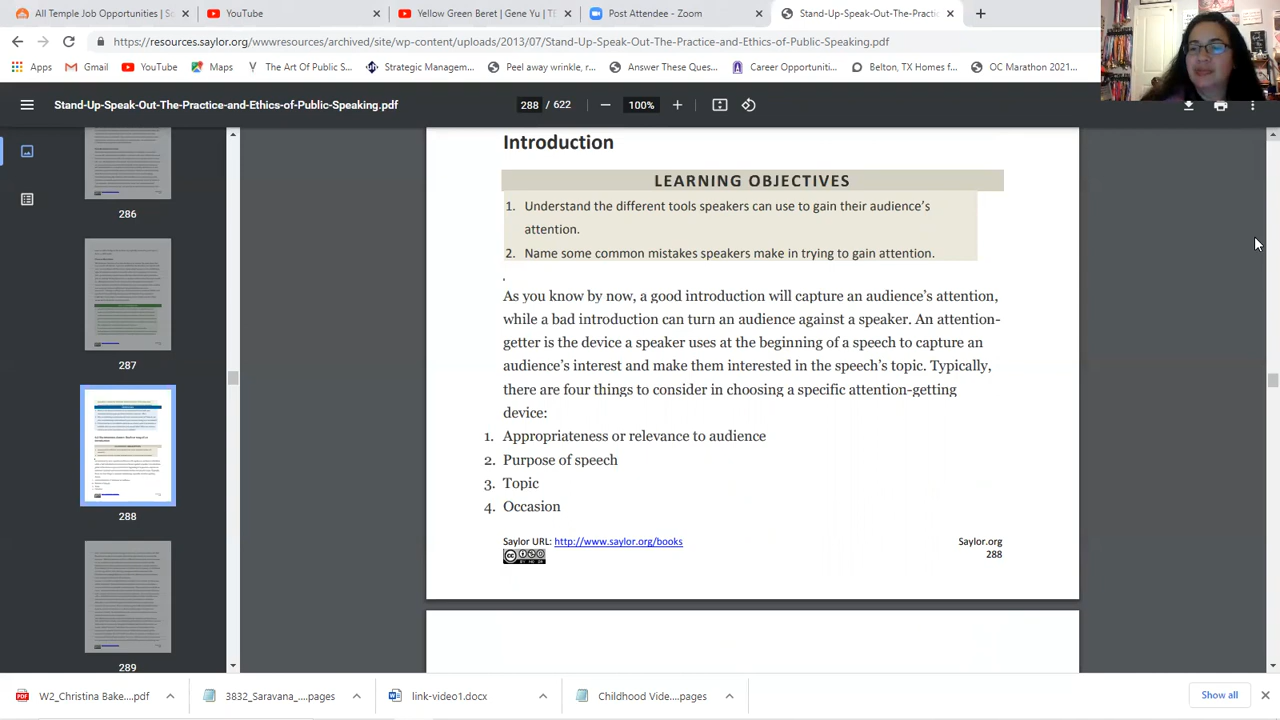 All Temple Job Opportunities | Sc
YouTube
Yellow Green Beret | Gene Yu | TE
Post Attendee - Zoom
Stand-Up-Speak-Out-The-Practic
https://resources.saylor.org/wwwresources/archived/site/wp-content/uploads/2013/07/Stand-Up-Speak-Out-The-Practice-and-Ethics-of-Public-Speaking.pdf
Apps
Gmail
YouTube
Maps
The Art Of Public S...
Strategic Managem...
Peel away wrinkle, r...
Answer These Que...
Career Opportuniti...
Belton, TX Homes f...
OC Marathon 2021...
Stand-Up-Speak-Out-The-Practice-and-Ethics-of-Public-Speaking.pdf
288 / 622
100%
286
287
288
289
Introduction
LEARNING OBJECTIVES
1. Understand the different tools speakers can use to gain their audience's
attention.
2. Name some common mistakes speakers make in trying to gain attention.
.
As you know by now, a good introduction will capture an audience's attention,
while a bad introduction can turn an audience against a speaker. An attention-
getter is the device a speaker uses at the beginning of a speech to capture an
audience's interest and make them interested in the speech's topic. Typically,
there are four things to consider in choosing a specific attention-getting
device:
1. Appropriateness or relevance to audience
2. Purpose of speech
3. Topic
4. Occasion
Saylor URL: http://www.saylor.org/books
Saylor.org
288
W2_Christina Bake....pdf
3832_Saravana_....pages
link-video1.docx
Childhood Vide....pages
Show all